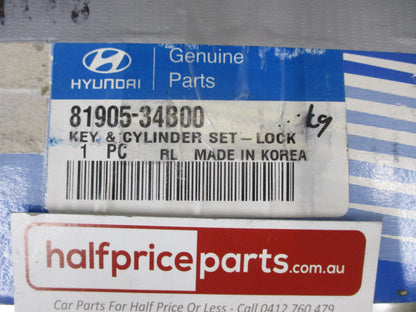 HYUNDAI
Genuine
Parts
81905-34B00
kg
KEY & CYLINDER SET-LOCK
1 PC RL MADE IN KOREA
halfpriceparts.com.au
Car Parts For Half Price Or Less - Call 0412 760 479